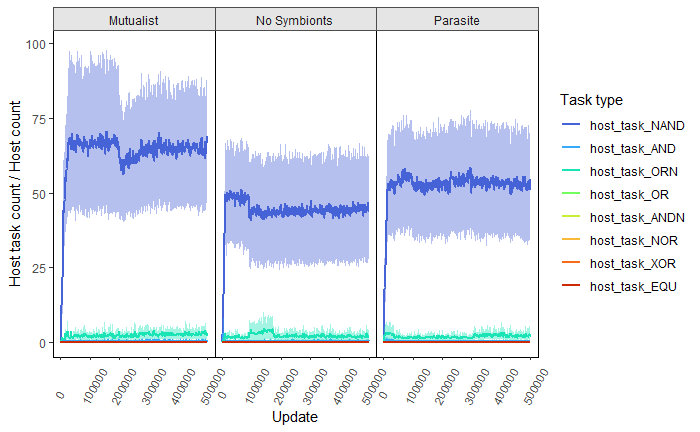 Mutualist No Symbionts Parasite
Host task count / Host count
100
75
50
25
0
0 100000 200000 300000 400000 500000 0 100000 200000 300000 400000 500000 0 100000 200000 300000 400000 500000
Update
Task type
host_task_NAND
host_task_AND
host_task_ORN
host_task_OR
host_task_ANDN
host_task_NOR
host_task_XOR
host_task_EQU